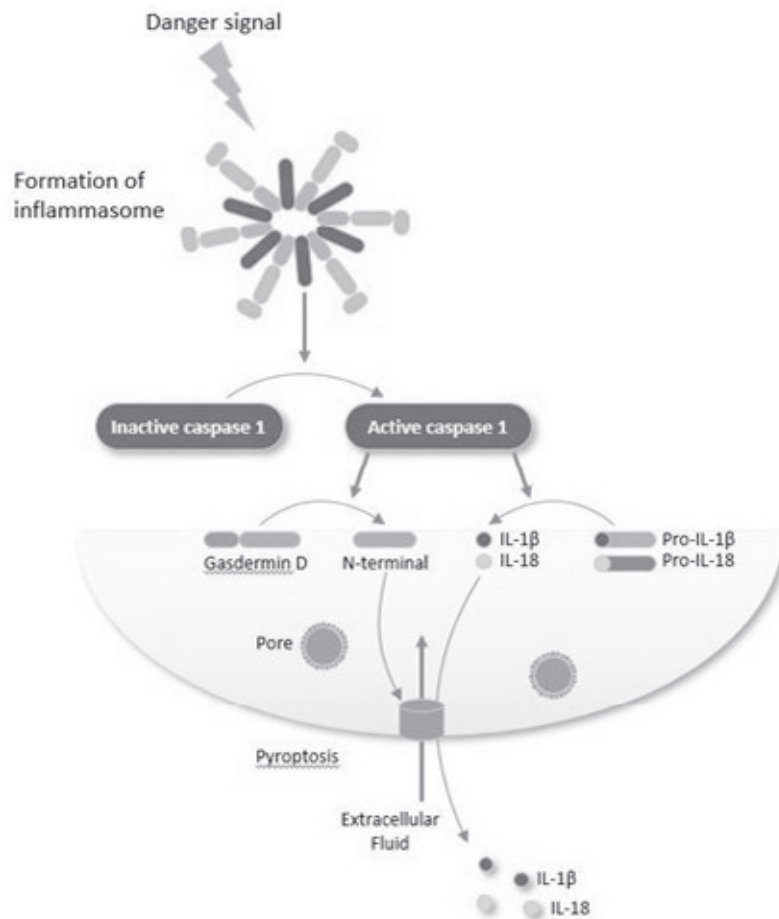 Danger signal
Formation of
inflammasome
Inactive caspase 1
Active caspase 1
Gasdermin D
N-terminal
IL-1β
IL-18
Pro-IL-1β
Pro-IL-18
Pore
Pyroptosis
Extracellular
Fluid
IL-1β
IL-18